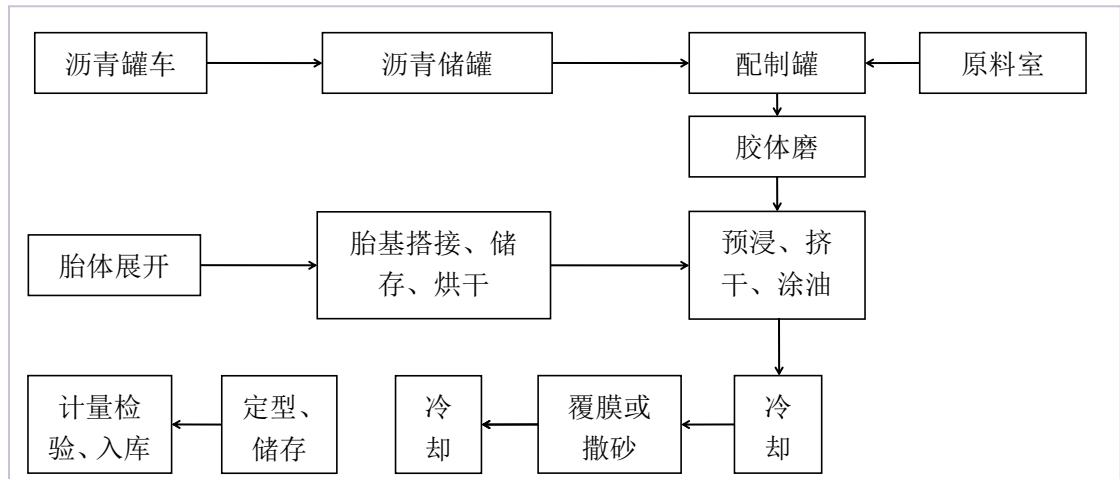 沥青罐车
沥青储罐
配制罐
原料室
胶体磨
胎体展开
胎基搭接、储
存、烘干
预浸、挤
干、涂油
计量检
验、入库
定型、
储存
冷
却
覆膜或
撒砂
冷
却